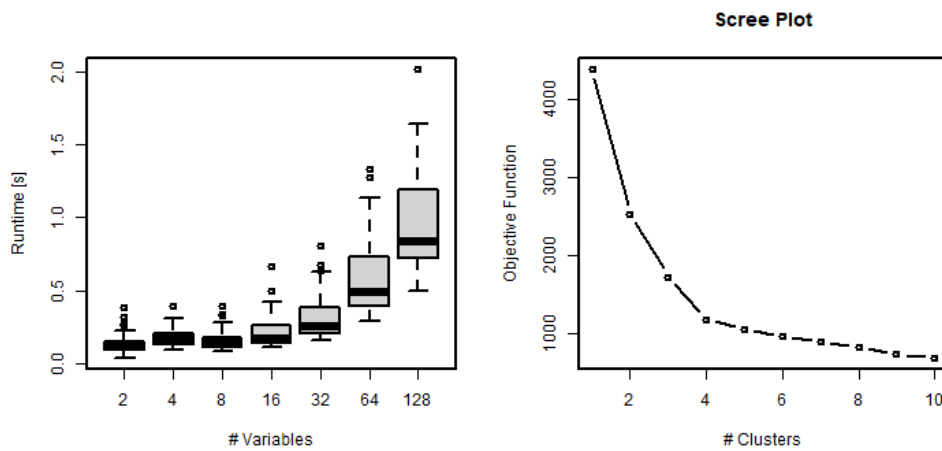 Scree Plot
Runtime [s]
2.0
1.5
1.0
0.5
0.0
2 4 8 16 32 64 128
# Variables
Objective Function
4000
3000
2000
1000
2 4 6 8 10
# Clusters